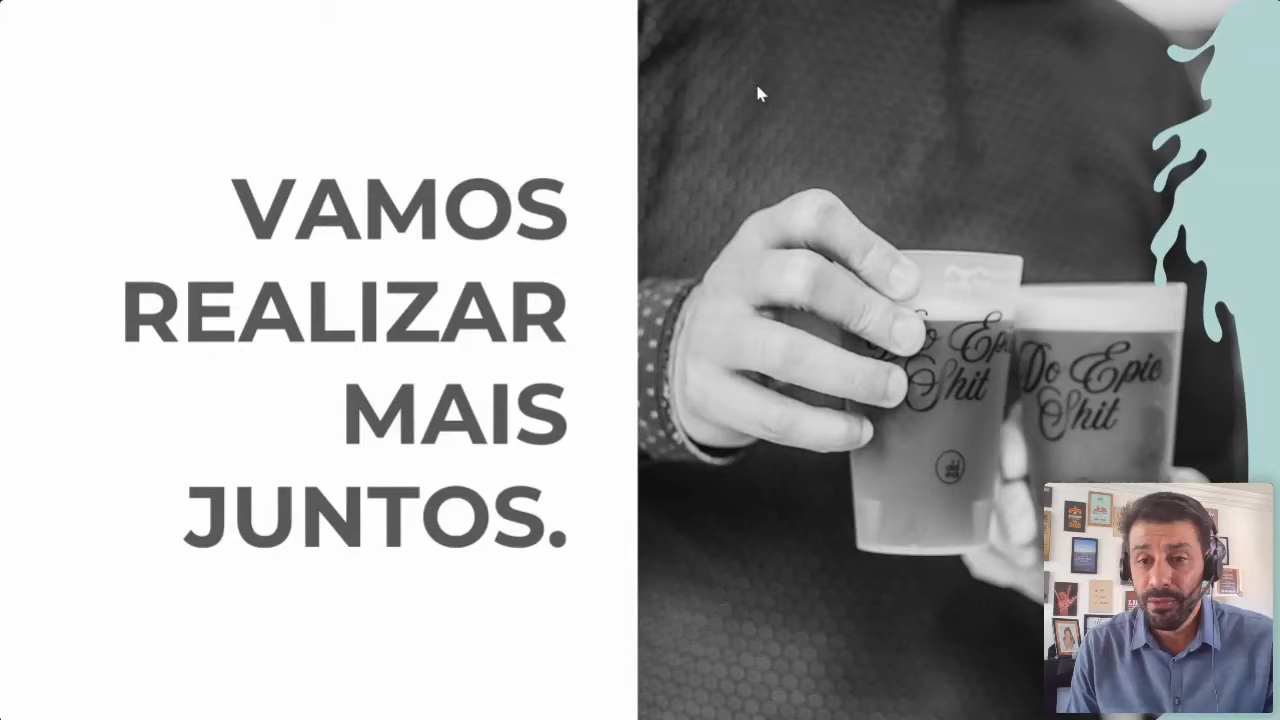 VAMOS
REALIZAR
MAIS
JUNTOS.
Do Epic
Shit
Do Epic
Shit